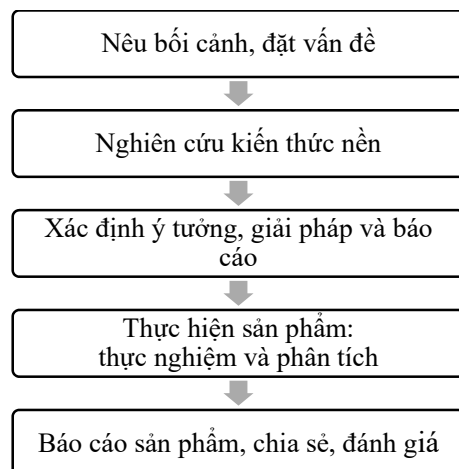 Nêu bối cảnh, đặt vấn đề
Nghiên cứu kiến thức nền
Xác định ý tưởng, giải pháp và báo
cáo
Thực hiện sản phẩm:
thực nghiệm và phân tích
Báo cáo sản phẩm, chia sẻ, đánh giá